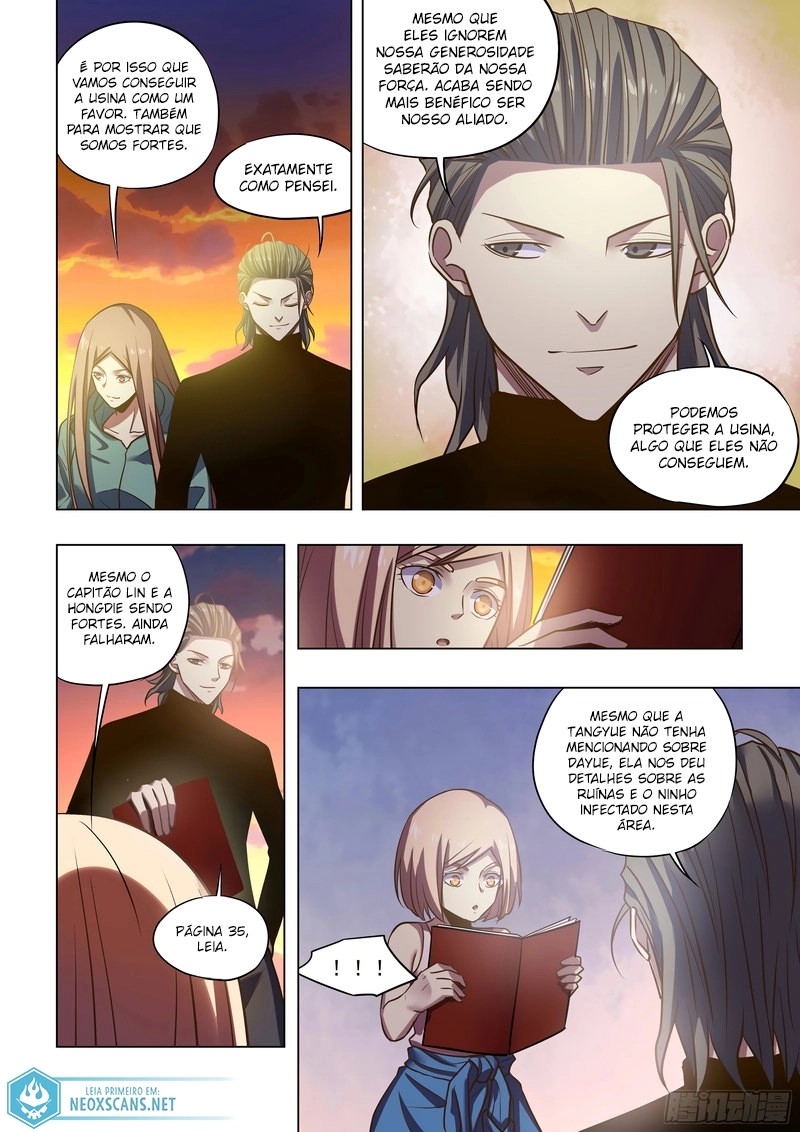 É POR ISSO QUE
VAMOS CONSEGUIR
A USINA COMO UM
FAVOR. TAMBÉM
PARA MOSTRAR QUE
SOMOS FORTES.
EXATAMENTE
COMO PENSEI.
MESMO QUE
ELES IGNOREM
NOSSA GENEROSIDADE
SABERÃO DA NOSSA
FORÇA. ACABA SENDO
MAIS BENÉFICO SER
NOSSO ALIADO.
PODEMOS
PROTEGER A USINA,
ALGO QUE ELES NÃO
CONSEGUEM.
MESMO O
CAPITÃO LIN E A
HONGDIE SENDO
FORTES. AINDA
FALHARAM.
PÁGINA 35,
LEIA.
MESMO QUE A
TANGYUE NÃO TENHA
MENCIONANDO SOBRE
DAYUE, ELA NOS DEU
DETALHES SOBRE AS
RUÍNAS E O NINHO
INFECTADO NESTA
ÁREA.
!!!
LEIA PRIMEIRO EM:
NEOXSCANS.NET
腾讯动漫